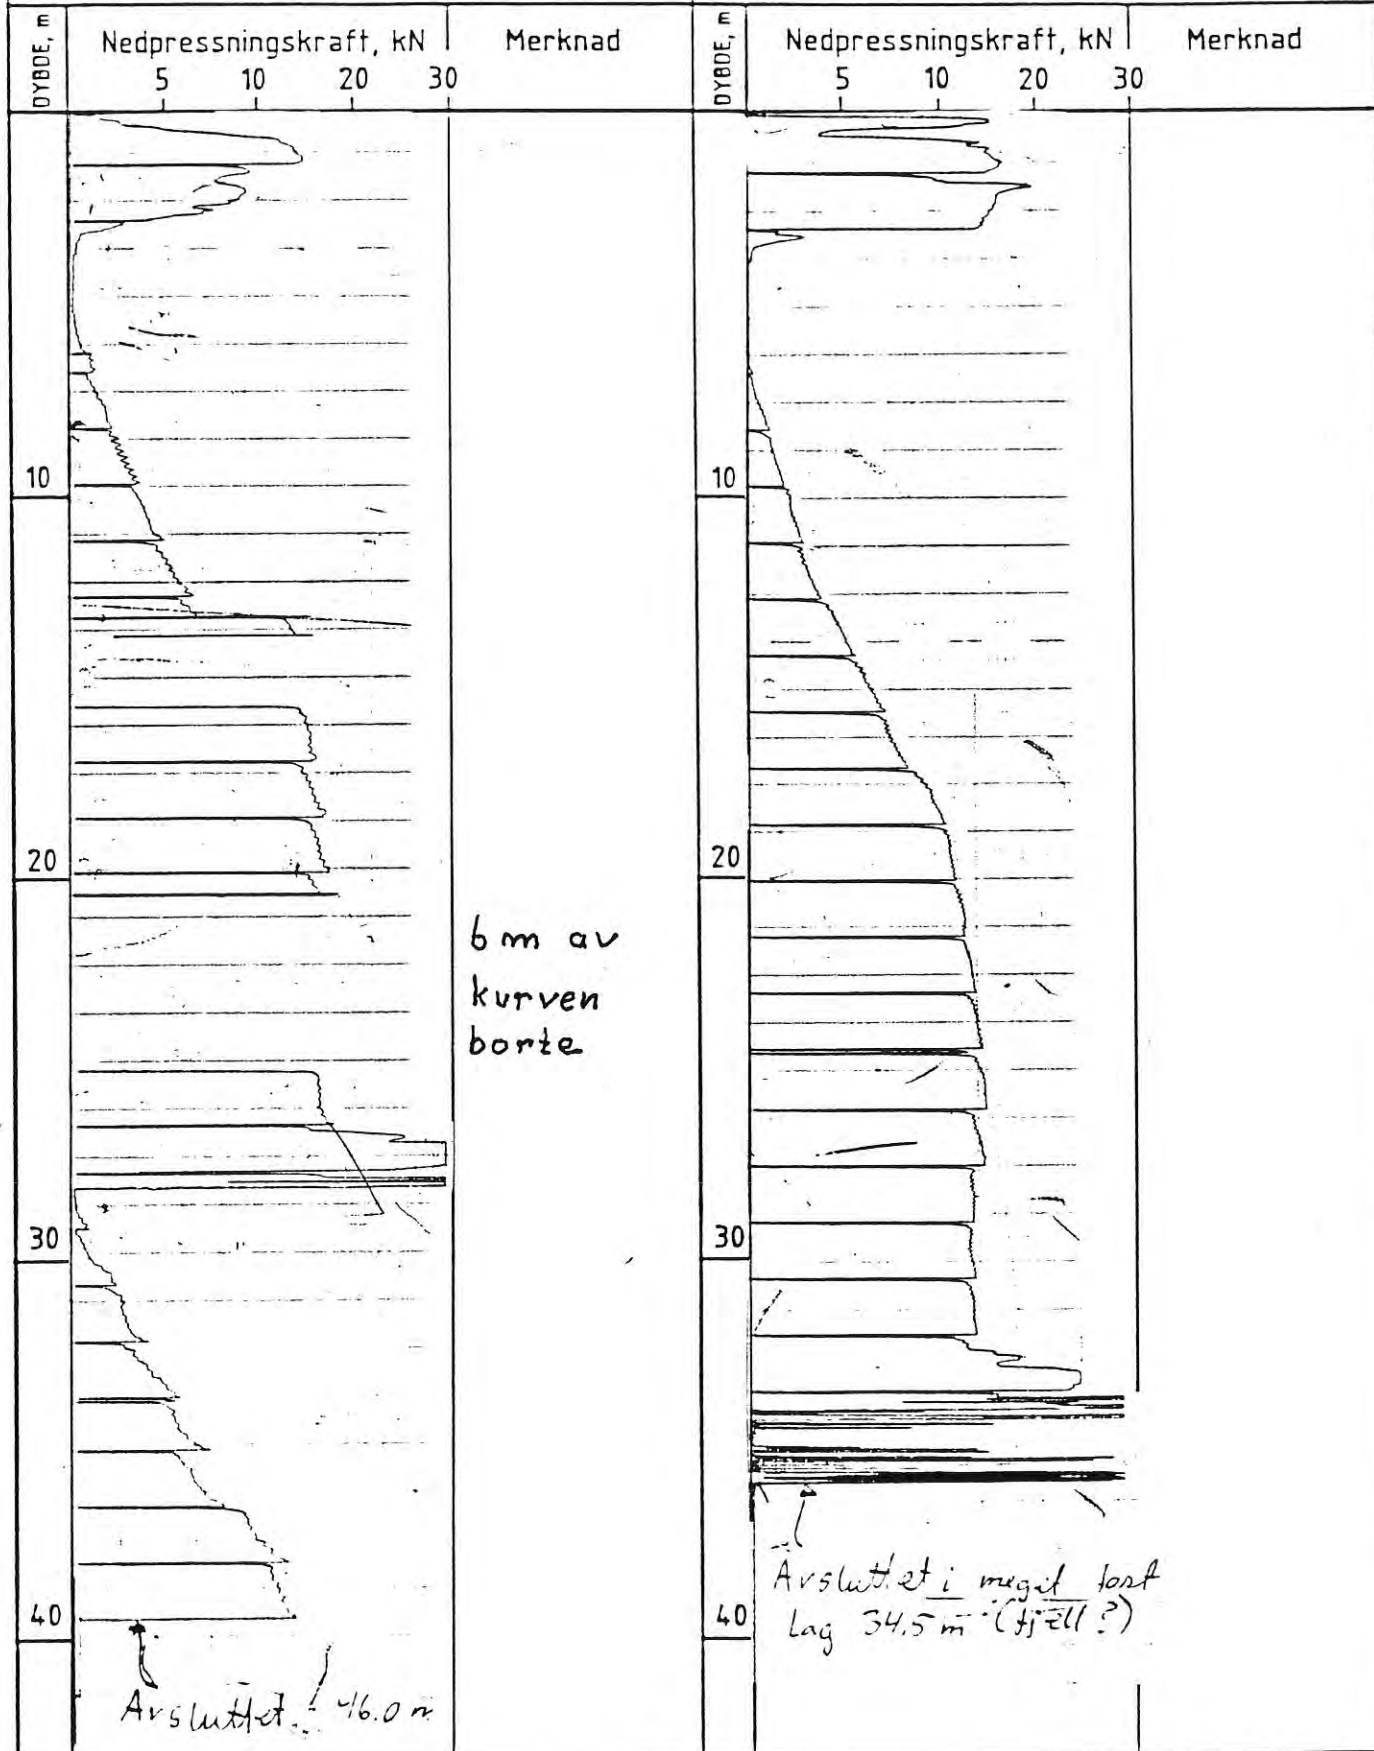 DYBDE, m
Nedpressningskraft, kN
Merknad
5 10 20 30
10
20
6 m av
kurven
borte
30
40
Avsluttet 46.0 m
DYBDE, m
Nedpressningskraft, kN
Merknad
5 10 20 30
10
20
30
Avsluttet i meget fast
Lag 34.5 m (fjell?)
40